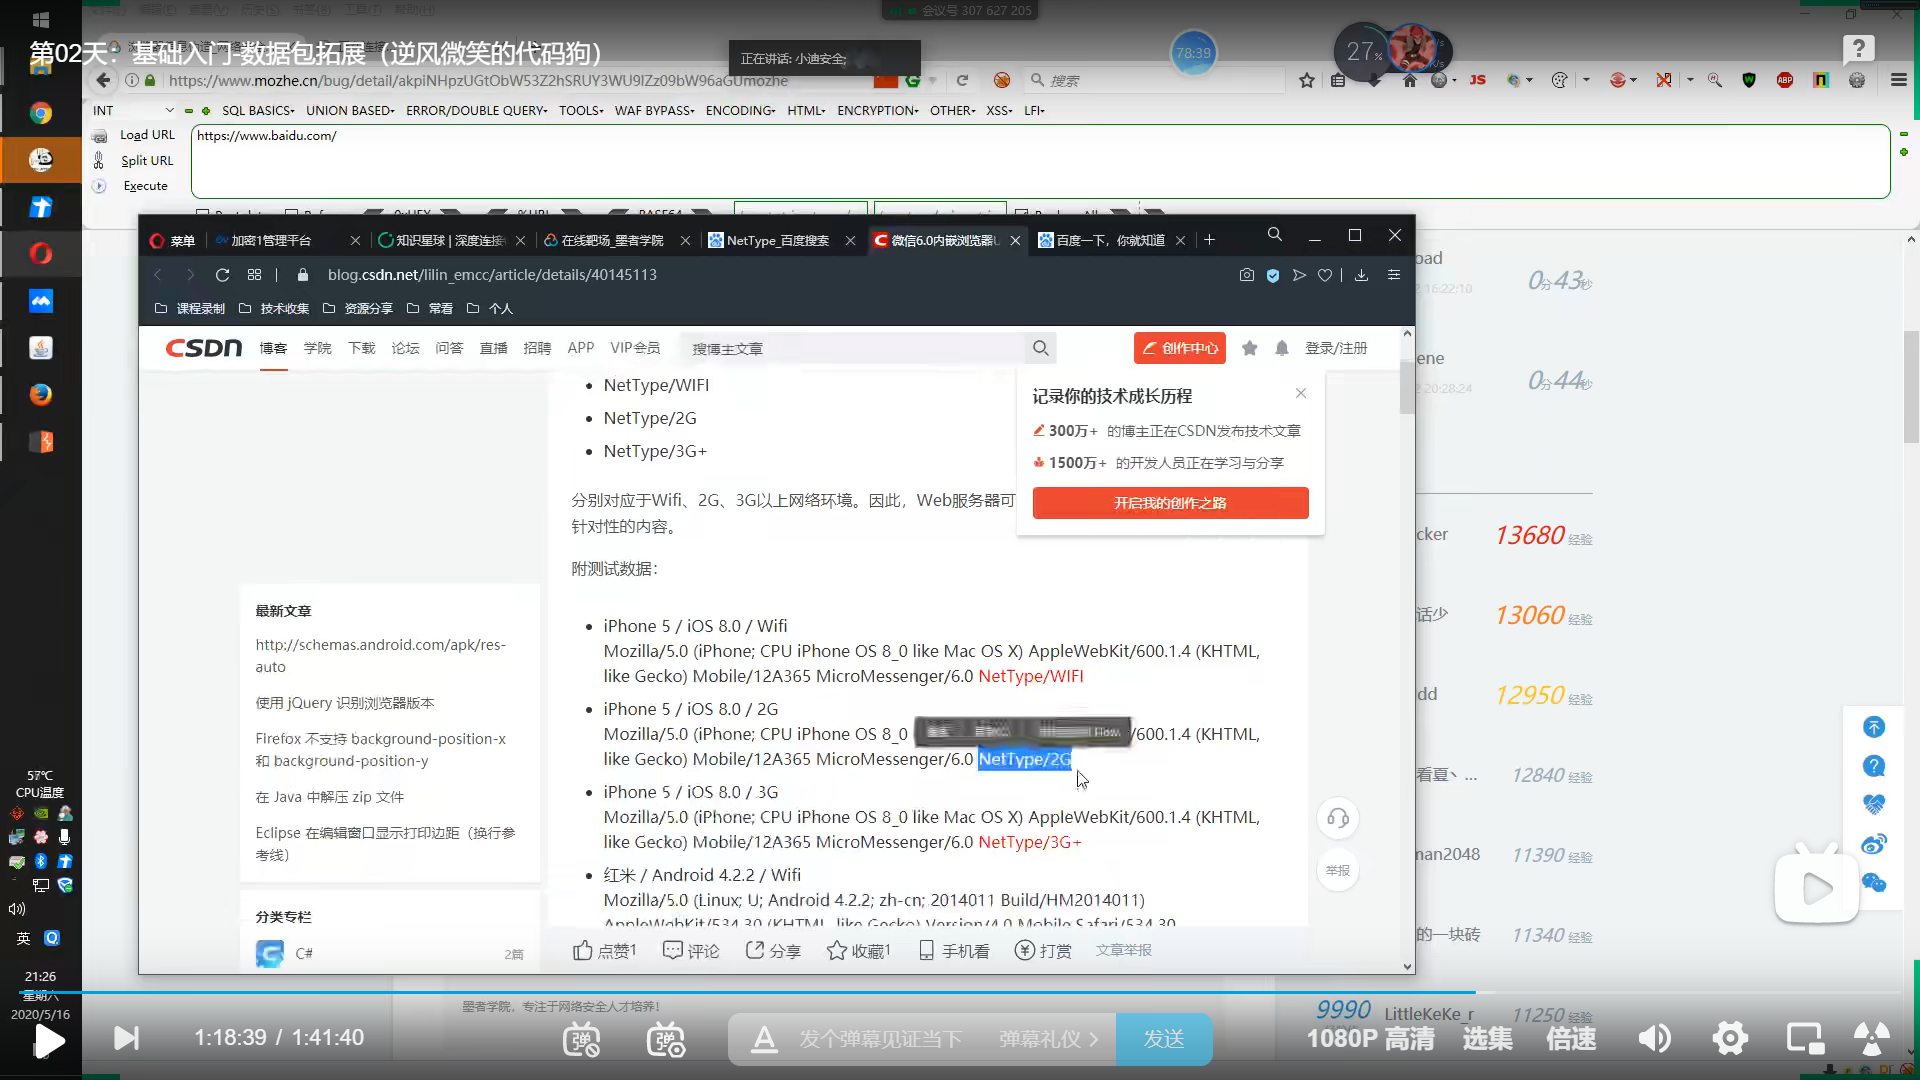 会议号 307 627 205
第02天：基础入门-数据包拓展（逆风微笑的代码狗）
正在讲话: 小迪安全;
78:39
27%
https://www.mozhe.cn/bug/detail/akpiNHpzUGtObW53Z2hSRUY3WU9IZz09bW96aGUmozhe
搜索
INT
SQL BASICS
UNION BASED
ERROR/DOUBLE QUERY
TOOLS
WAF BYPASS
ENCODING
HTML
ENCRYPTION
OTHER
XSS
LFI
Load URL
https://www.baidu.com/
Split URL
Execute
菜单
加密1管理平台
知识星球 | 深度连接
在线靶场_墨者学院
NetType_百度搜索
微信6.0内嵌浏览器U
百度一下，你就知道
blog.csdn.net/lilin_emcc/article/details/40145113
课程录制
技术收集
资源分享
常看
个人
CSDN
博客
学院
下载
论坛
问答
直播
招聘
APP
VIP会员
搜博主文章
创作中心
登录/注册
NetType/WIFI
NetType/2G
NetType/3G+
分别对应于Wifi、2G、3G以上网络环境。因此，Web服务器可
针对性的内容。
附测试数据：
记录你的技术成长历程
300万+ 的博主正在CSDN发布技术文章
1500万+ 的开发人员正在学习与分享
开启我的创作之路
iPhone 5 / iOS 8.0 / Wifi
Mozilla/5.0 (iPhone; CPU iPhone OS 8_0 like Mac OS X) AppleWebKit/600.1.4 (KHTML,
like Gecko) Mobile/12A365 MicroMessenger/6.0 NetType/WIFI
iPhone 5 / iOS 8.0 / 2G
Mozilla/5.0 (iPhone; CPU iPhone OS 8_0 /600.1.4 (KHTML,
like Gecko) Mobile/12A365 MicroMessenger/6.0 NetType/2G
iPhone 5 / iOS 8.0 / 3G
Mozilla/5.0 (iPhone; CPU iPhone OS 8_0 like Mac OS X) AppleWebKit/600.1.4 (KHTML,
like Gecko) Mobile/12A365 MicroMessenger/6.0 NetType/3G+
红米 / Android 4.2.2 / Wifi
Mozilla/5.0 (Linux; U; Android 4.2.2; zh-cn; 2014011 Build/HM2014011)
AppleWebKit/534.30 (KHTML, like Gecko) Version/4.0 Mobile Safari/534.30
最新文章
http://schemas.android.com/apk/res-
auto
使用 jQuery 识别浏览器版本
Firefox 不支持 background-position-x
和 background-position-y
在 Java 中解压 zip 文件
Eclipse 在编辑窗口显示打印边距（换行参
考线）
分类专栏
C#
2篇
点赞1
评论
分享
收藏1
手机看
打赏
文章举报
举报
oad
16:22:10
0分43秒
ene
20:28:24
0分44秒
cker
13680 经验
话少
13060 经验
dd
12950 经验
看夏丶...
12840 经验
man2048
11390 经验
的一块砖
11340 经验
9990
LittleKeKe_r
11250 经验
墨者学院，专注于网络安全人才培养！
57℃
CPU温度
英
21:26
星期六
2020/5/16
1:18:39 / 1:41:40
发个弹幕见证当下
弹幕礼仪
发送
1080P 高清
选集
倍速